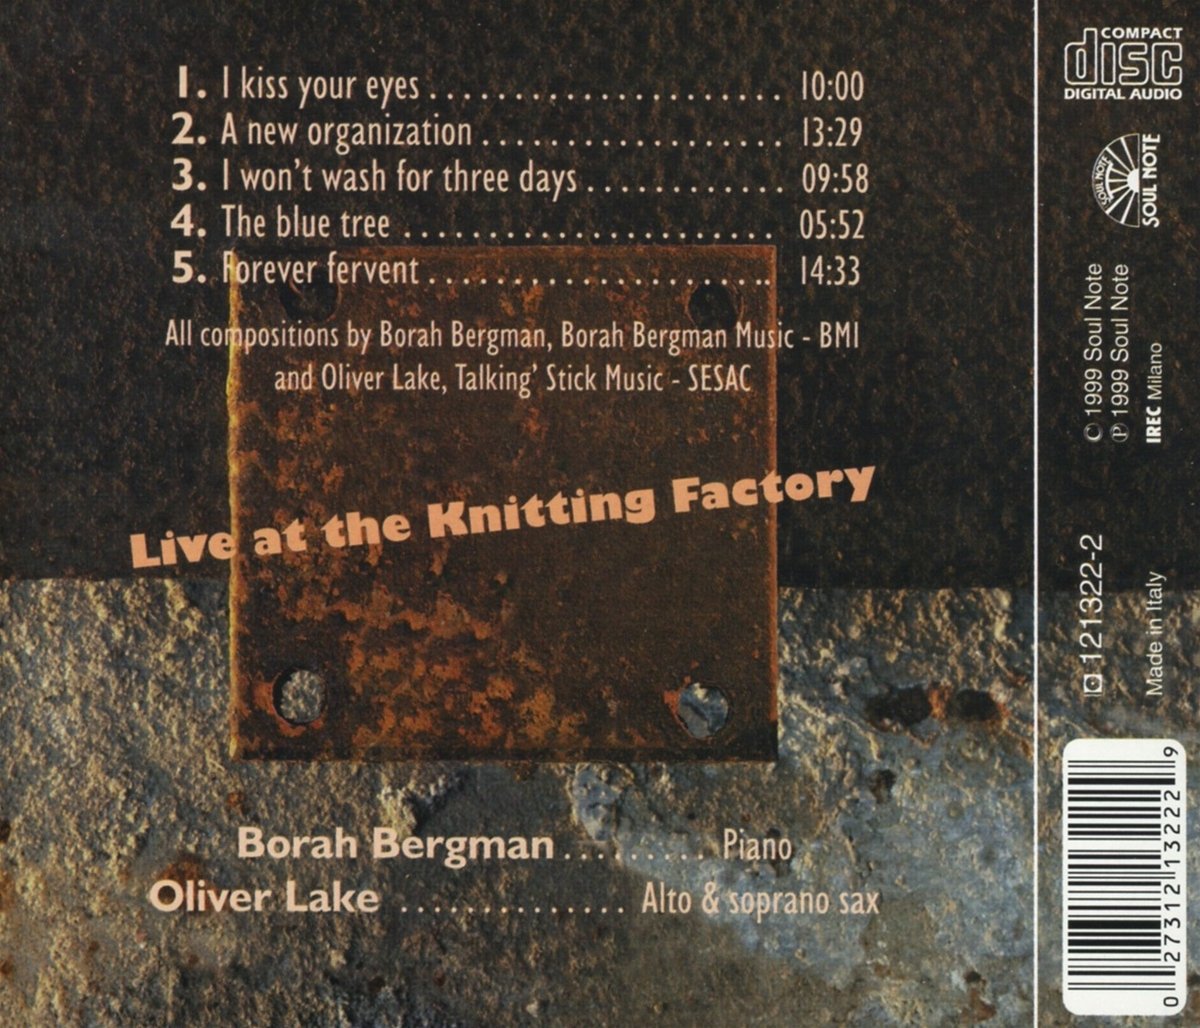 1. I kiss your eyes ......................... 10:00
2. A new organization ..................... 13:29
3. I won't wash for three days .............. 09:58
4. The blue tree .......................... 05:52
5. Forever fervent ........................ 14:33
All compositions by Borah Bergman, Borah Bergman Music - BMI
and Oliver Lake, Talking' Stick Music - SESAC
Live at the Knitting Factory
Borah Bergman .......... Piano
Oliver Lake ................ Alto & soprano sax
COMPACT
disc
DIGITAL AUDIO
SOUL NOTE
SOUL NOTE
© 1999 Soul Note
℗ 1999 Soul Note
IREC Milano
121322-2
Made in Italy
0 27312 13222 9